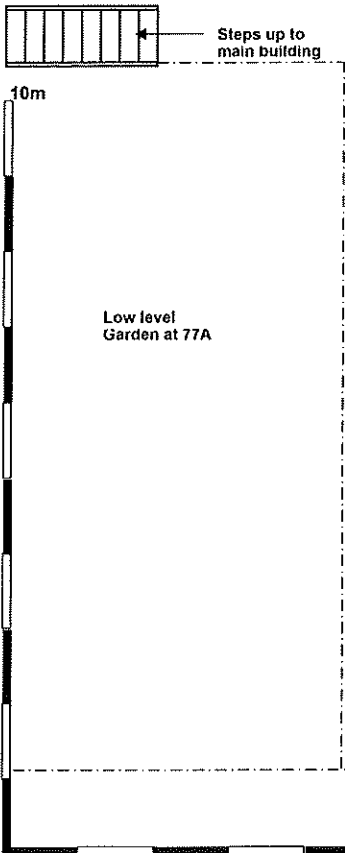 Steps up to
main building
10m
Low level
Garden at 77A